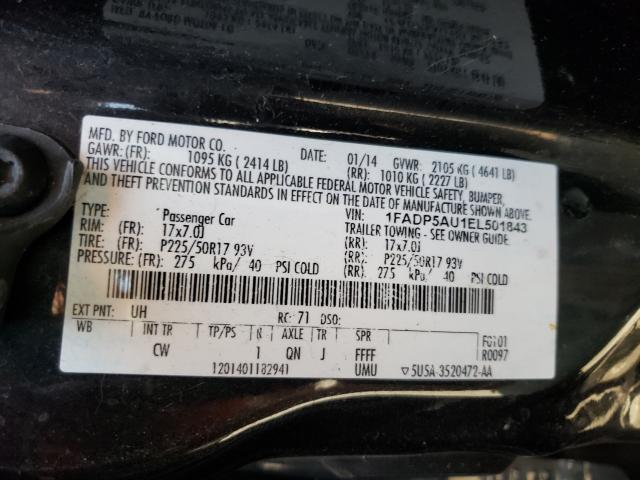 MFD. BY FORD MOTOR CO.
DATE: 01/14 GVWR: 2105 KG ( 4641 LB)
GAWR: (FR): 1095 KG ( 2414 LB) (RR): 1010 KG ( 2227 LB)
THIS VEHICLE CONFORMS TO ALL APPLICABLE FEDERAL MOTOR VEHICLE SAFETY, BUMPER,
AND THEFT PREVENTION STANDARDS IN EFFECT ON THE DATE OF MANUFACTURE SHOWN ABOVE.
VIN: 1FADP5AU1EL501843
TYPE: Passenger Car TRAILER TOWING - SEE OWNER GUIDE
RIM: (FR): 17x7.0J (RR): 17x7.0J
TIRE: (FR): P225/50R17 93V (RR): P225/50R17 93V
PRESSURE: (FR): 275 kPa/ 40 PSI COLD (RR): 275 kPa/ 40 PSI COLD
EXT PNT: UH RC: 71 DSO:
WB INT TR TP/PS R AXLE TR SPR
CW 1 QN J FFFF
R0097
1201401182941 UMU ▽5U5A-3520472-AA